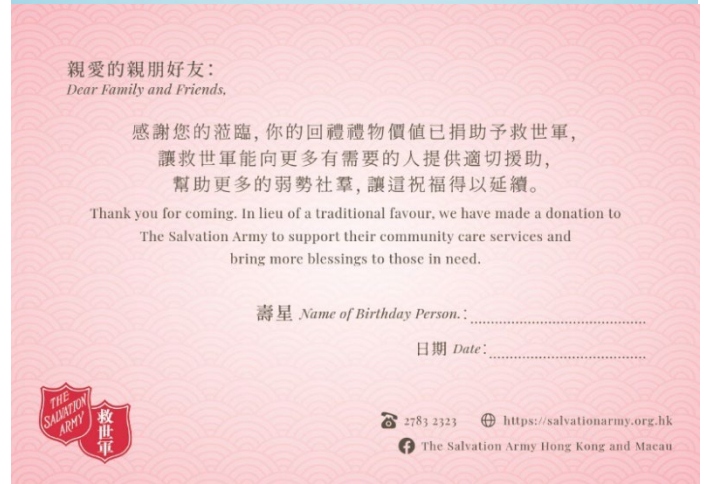 親愛的親朋好友：
Dear Family and Friends,
感謝您的蒞臨，你的回禮禮物價值已捐助予救世軍，
讓救世軍能向更多有需要的人提供適切援助，
幫助更多的弱勢社羣，讓這祝福得以延續。
Thank you for coming. In lieu of a traditional favour, we have made a donation to
The Salvation Army to support their community care services and
bring more blessings to those in need.
壽星 Name of Birthday Person.:
日期 Date:
THE
SALVATION
ARMY
救世軍
2783 2323 https://salvationarmy.org.hk
The Salvation Army Hong Kong and Macau